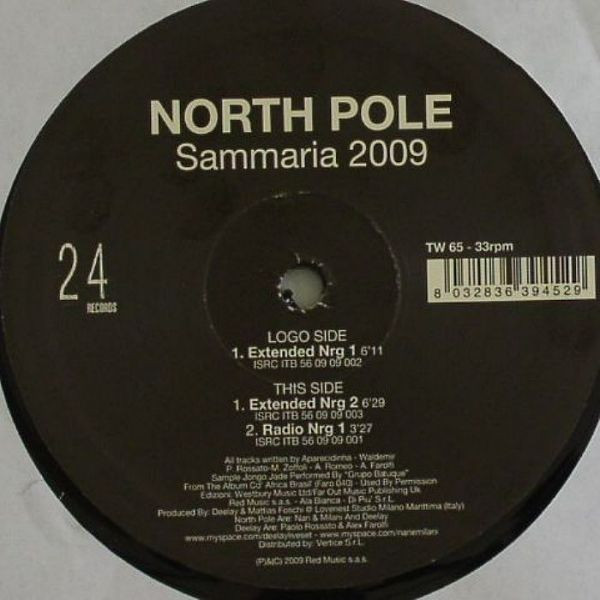 NORTH POLE
Sammaria 2009
24
RECORDS
TW 65 - 33rpm
8 032836 394529
LOGO SIDE
1. Extended Nrg 1 6'11
ISRC ITB 56 09 09 002
THIS SIDE
1. Extended Nrg 2 6'29
ISRC ITB 56 09 09 003
2. Radio Nrg 1 3'27
ISRC ITB 56 09 09 001
All tracks written by Aparecidinha - Waldemir
P. Rossato-M. Zoffoli - A. Romeo - A. Farolfi
Sample Jongo Jade Performed By "Grupo Batuque"
From The Album Cd" Africa Brasil (Faro 040) - Used By Permission
Edizioni: Westbury Music Ltd/Far Out Music Publishing Uk
Red Music s.a.s. - Ala Bianca - Di Piu' S.r.L.
Produced By: Deelay & Mattias Foschi @ Lovenest Studio Milano Marittima (Italy)
North Pole Are: Nari & Milani And Deelay
Deelay Are: Paolo Rossato & Alex Farolfi
www.myspace.com/deelayliveset - www.myspace.com/nariemilani
Distributed by: Vertice S.r.L.
(P)&(C) 2009 Red Music s.a.s.